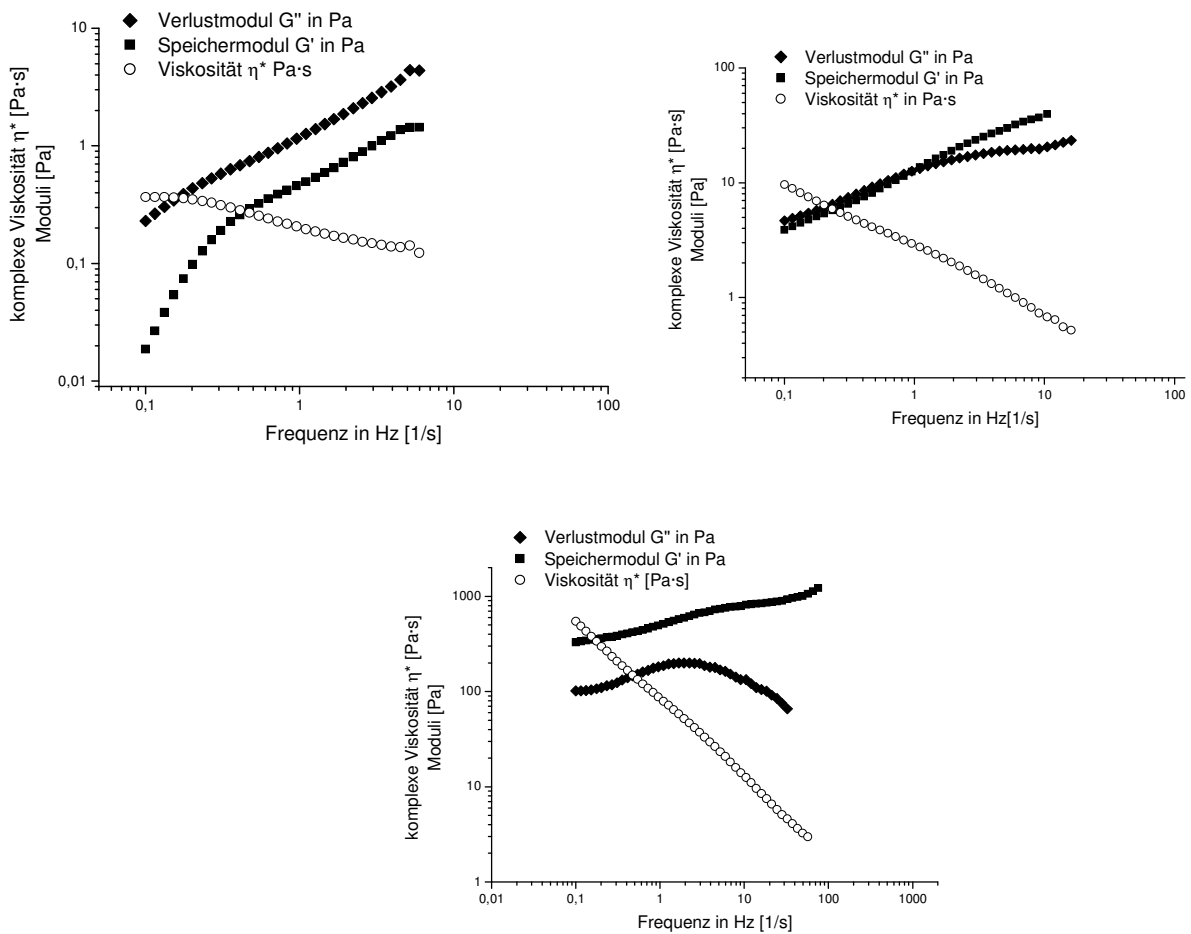 Verlustmodul G" in Pa
Speichermodul G' in Pa
Viskosität η* Pa·s
komplexe Viskosität η* [Pa·s]
Moduli [Pa]
10
1
0,1
0,01
0,1
1
10
100
Frequenz in Hz [1/s]
Verlustmodul G" in Pa
Speichermodul G' in Pa
Viskosität η* in Pa·s
komplexe Viskosität η* [Pa·s]
Moduli [Pa]
100
10
1
0,1
1
10
100
Frequenz in Hz[1/s]
Verlustmodul G" in Pa
Speichermodul G' in Pa
Viskosität η* [Pa·s]
komplexe Viskosität η* [Pa·s]
Moduli [Pa]
1000
100
10
1
0,01
0,1
1
10
100
1000
Frequenz in Hz [1/s]